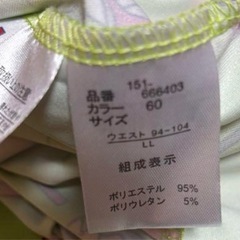 品番 151-
666403
カラー 60
サイズ
ウエスト 94-104
LL
組成表示
ポリエステル 95%
ポリウレタン 5%